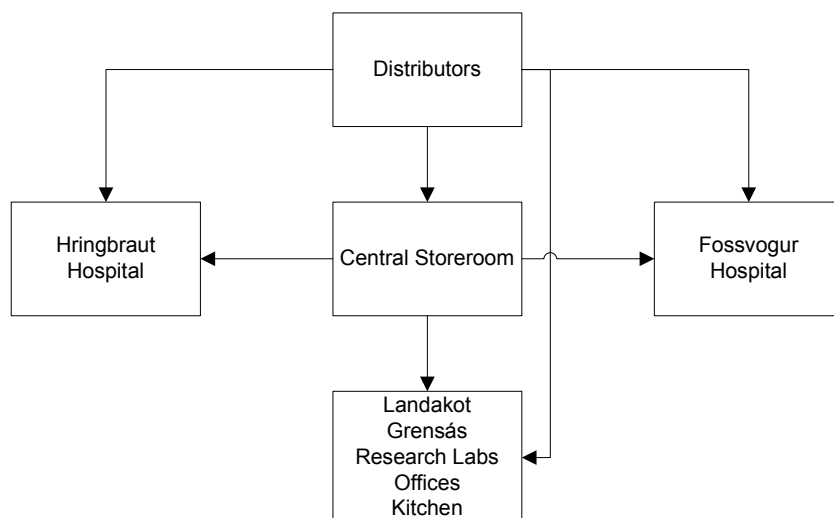 Distributors
Hringbraut
Hospital
Central Storeroom
Fossvogur
Hospital
Landakot
Grensás
Research Labs
Offices
Kitchen